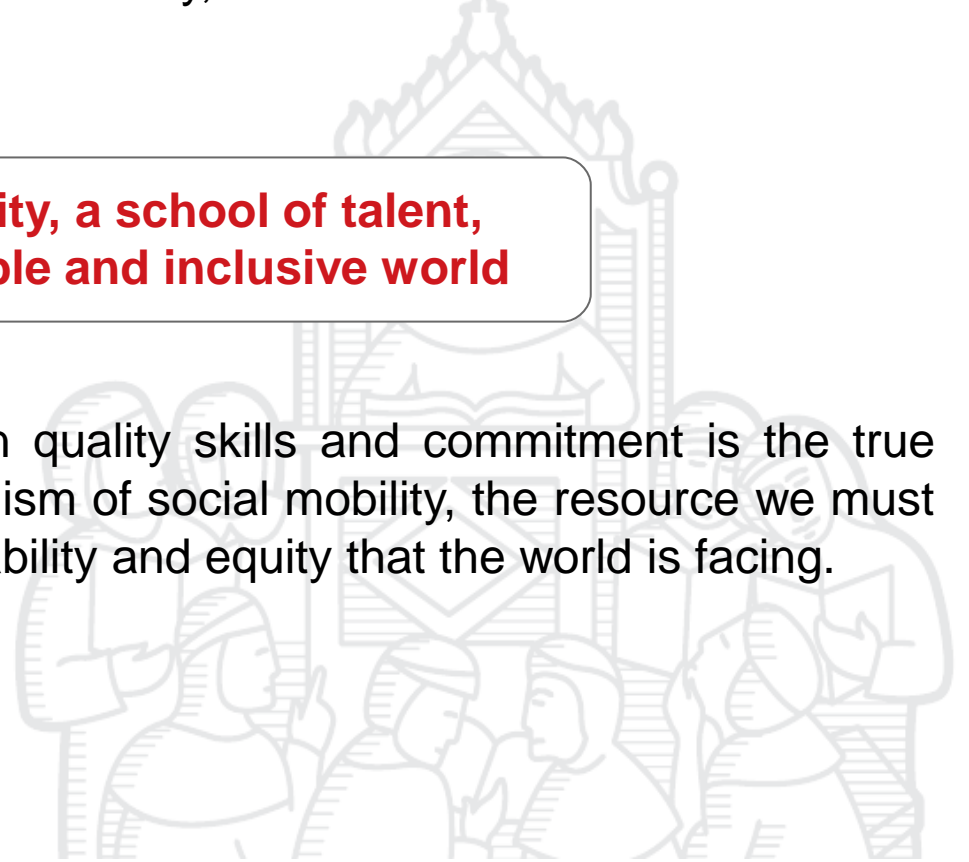 ity, a school of talent,
ble and inclusive world
n quality skills and commitment is the true
ism of social mobility, the resource we must
bility and equity that the world is facing.